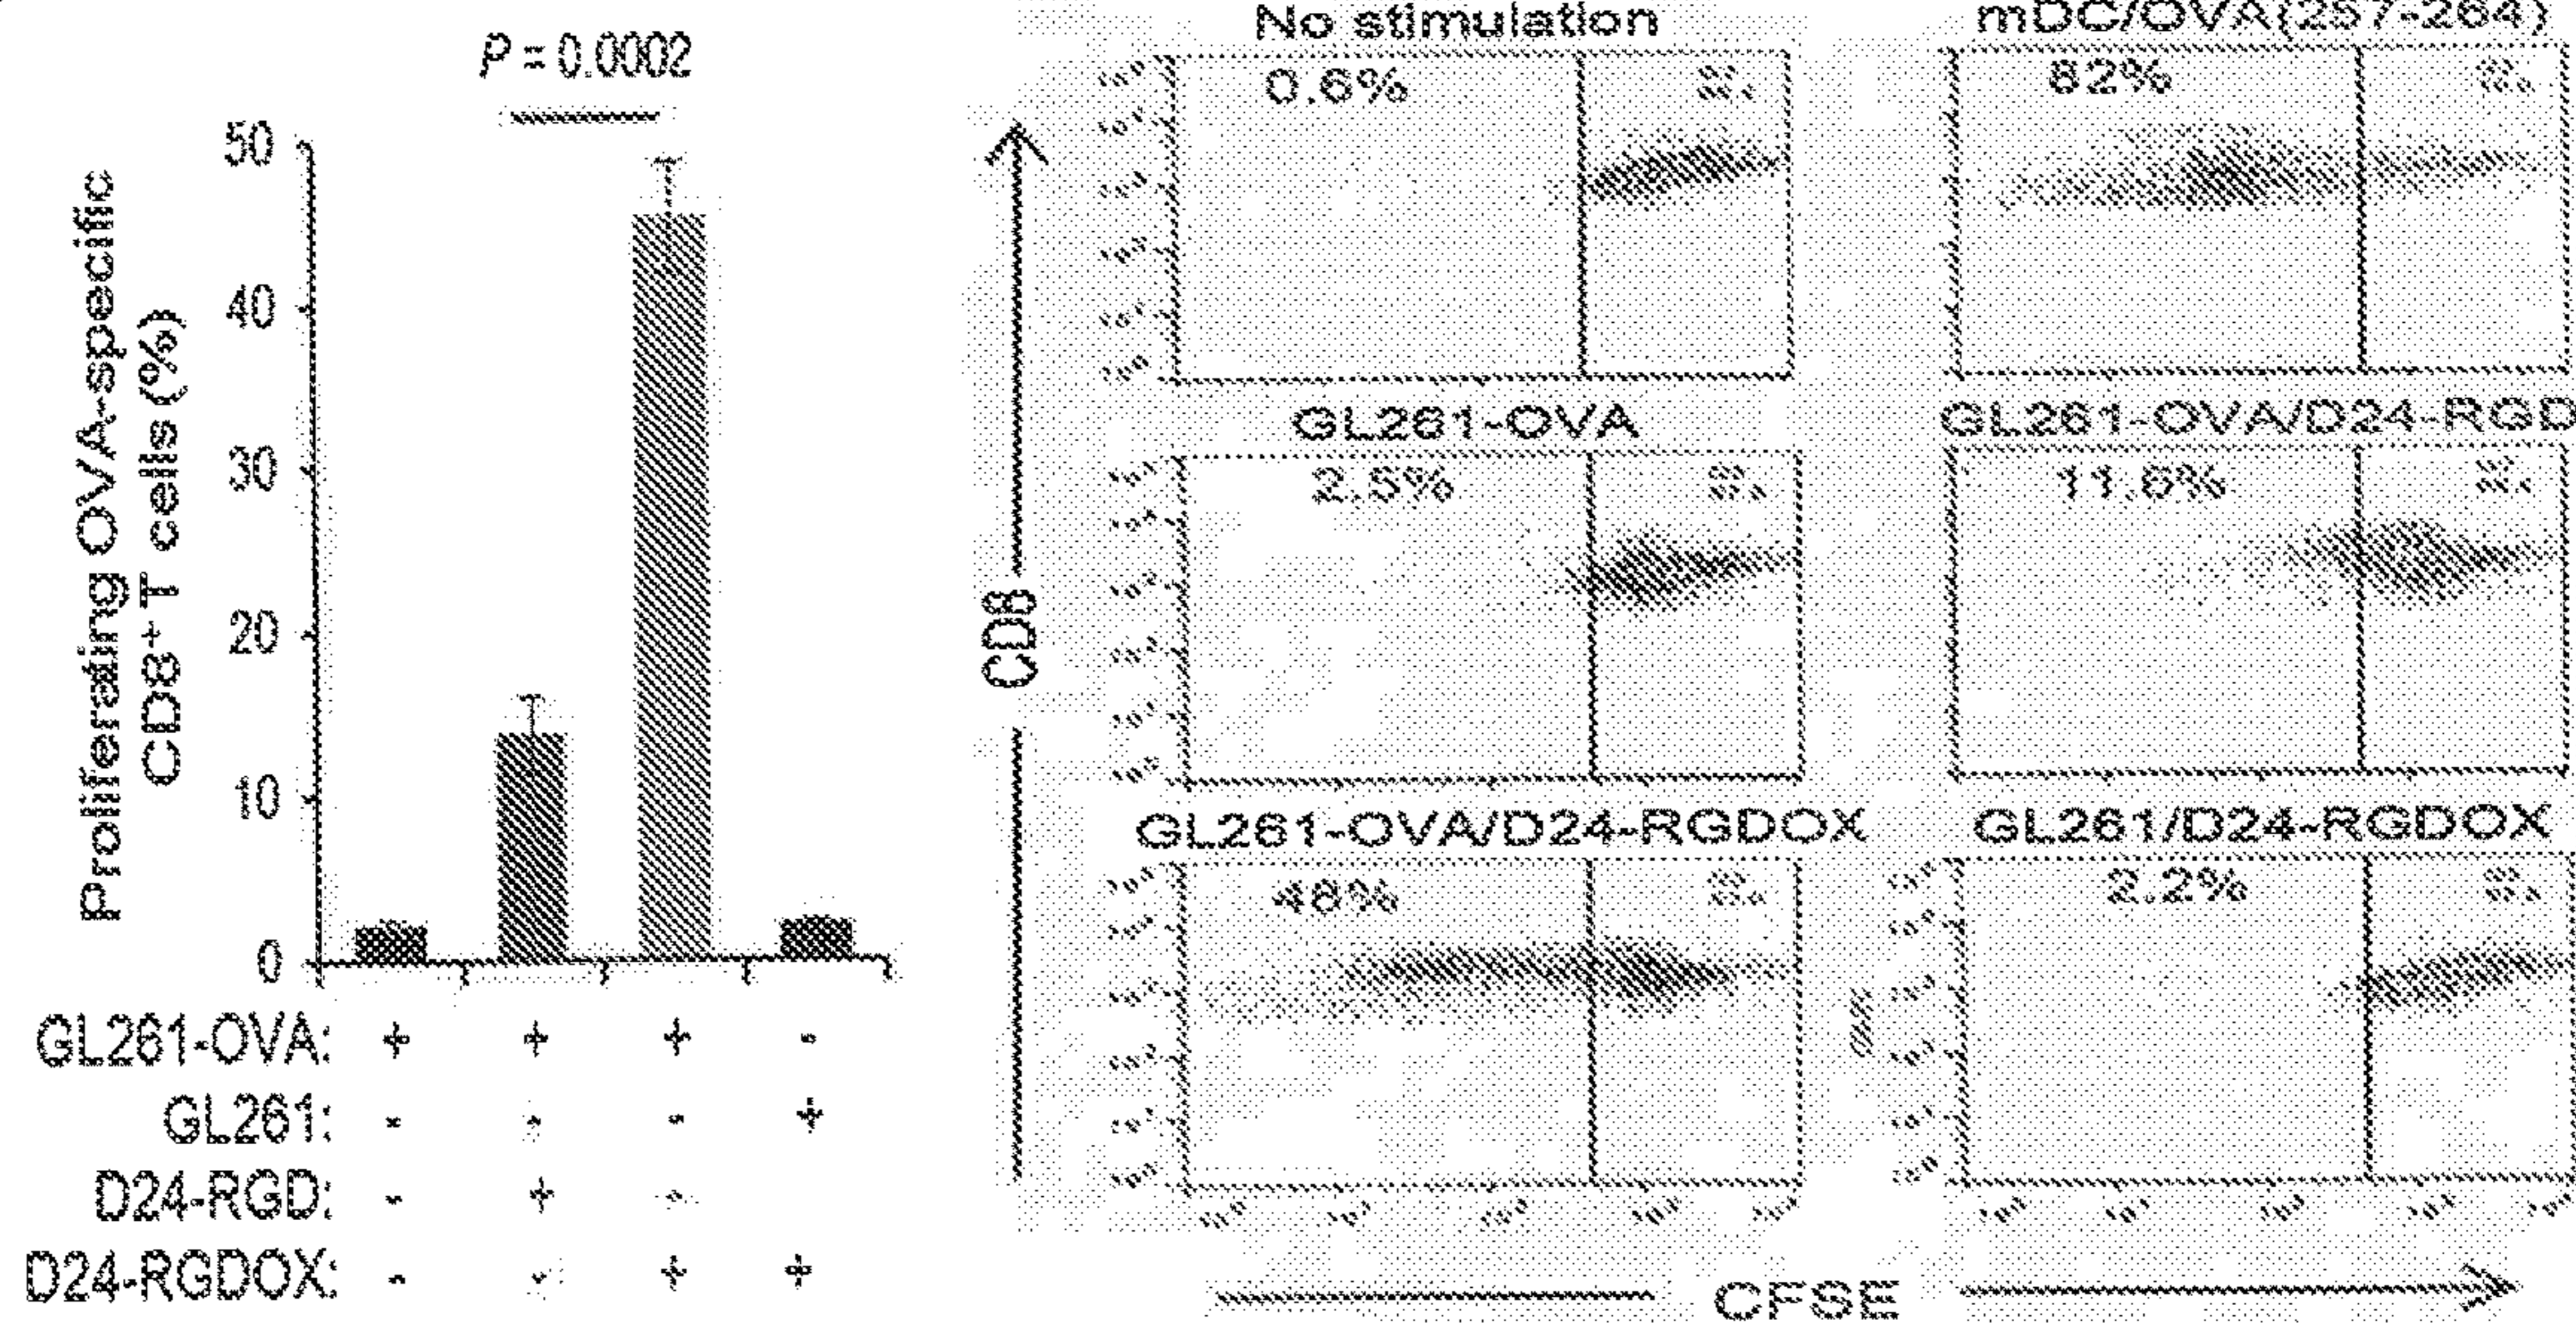 P = 0.0002
50
40
30
20
10
0
Proliferating OVA-specific
CD8+ T cells (%)
GL261-OVA: + + + -
GL261: - - - +
D24-RGD: - + - 
D24-RGDOX: - - + +
No stimulation
0.6%
mDC/OVA(257-264)
82%
GL261-OVA
2.5%
GL261-OVA/D24-RGD
11.6%
GL261-OVA/D24-RGDOX
46%
GL261/D24-RGDOX
2.2%
CD8
CFSE